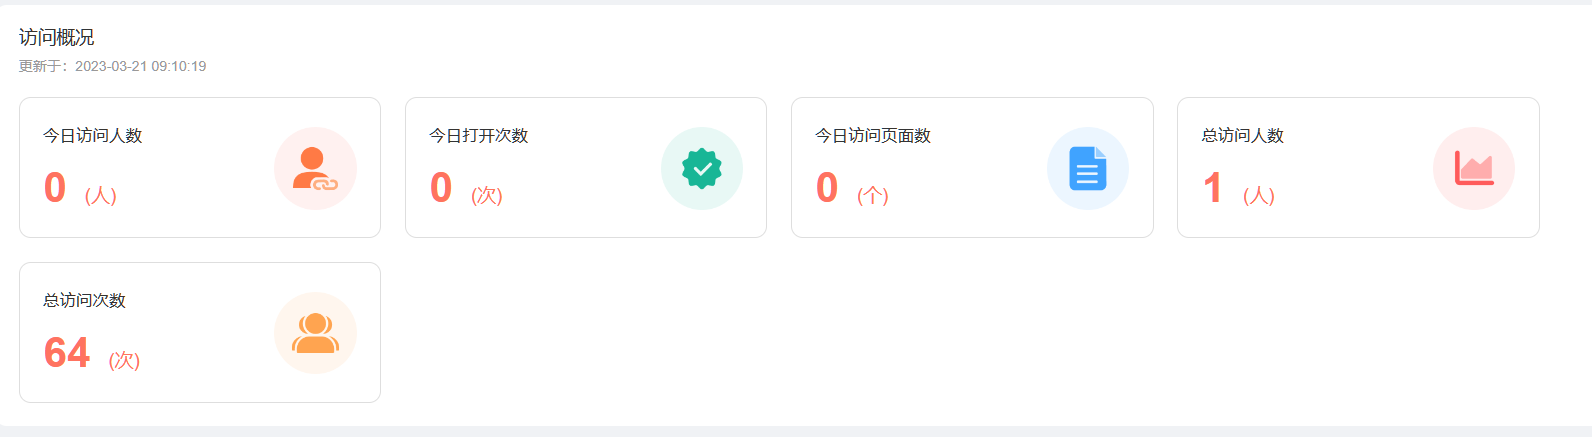 访问概况
更新于：2023-03-21 09:10:19
今日访问人数
0 (人)
今日打开次数
0 (次)
今日访问页面数
0 (个)
总访问人数
1 (人)
总访问次数
64 (次)